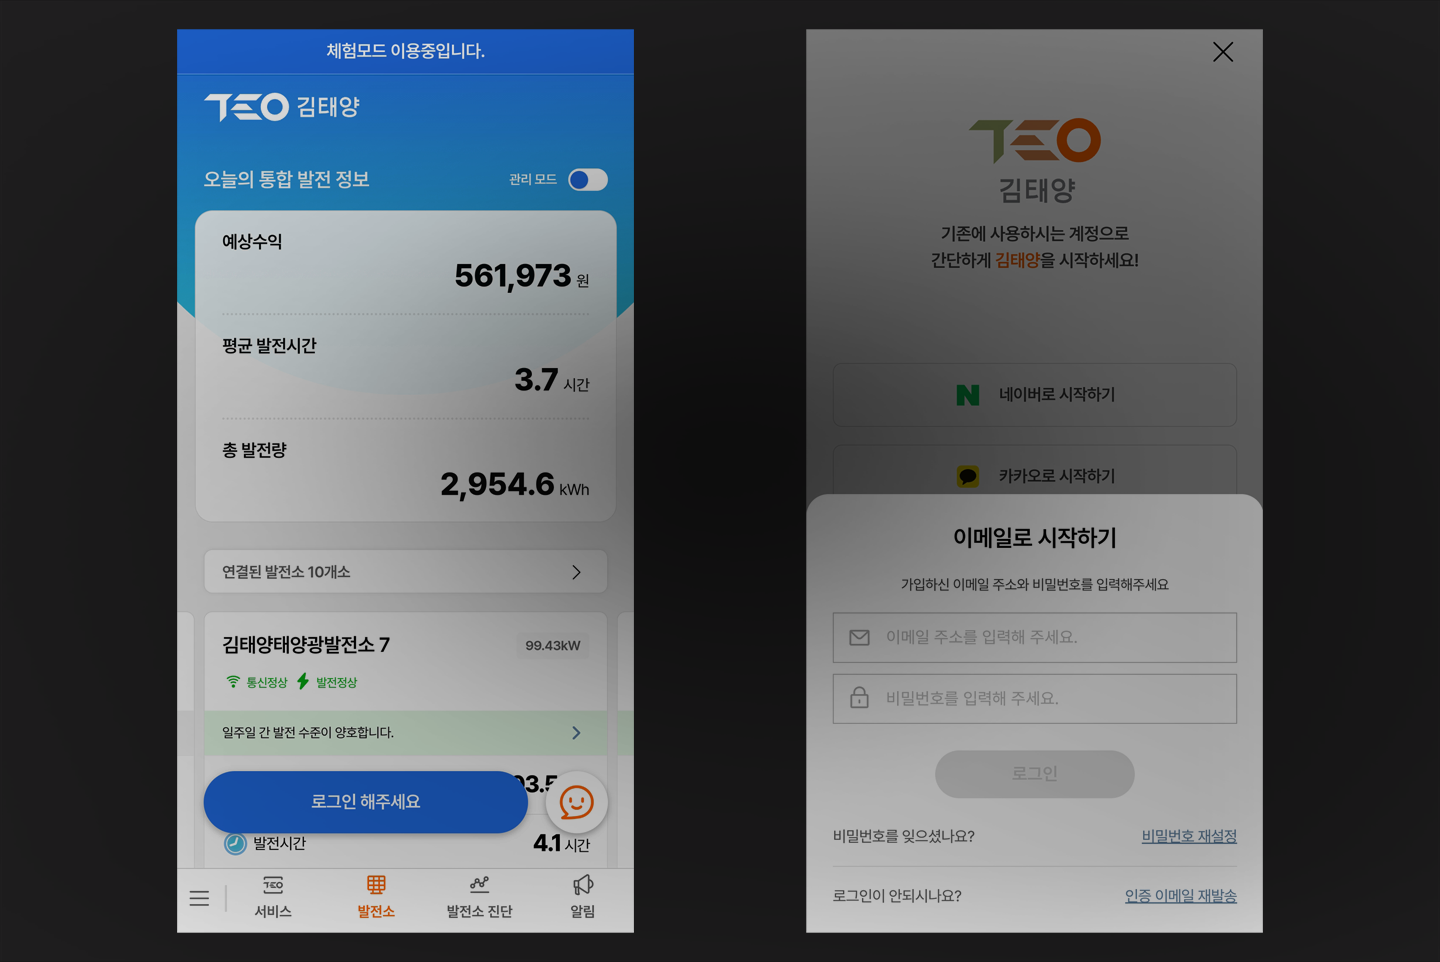 체험모드 이용중입니다.
TEO 김태양
오늘의 통합 발전 정보
관리 모드
예상수익
561,973 원
평균 발전시간
3.7 시간
총 발전량
2,954.6 kWh
연결된 발전소 10개소
김태양태양광발전소 7
99.43kW
통신정상 발전정상
일주일 간 발전 수준이 양호합니다.
로그인 해주세요
발전시간
4.1 시간
TEO
서비스
발전소
발전소 진단
알림
TEO
김태양
기존에 사용하시는 계정으로
간단하게 김태양을 시작하세요!
N 네이버로 시작하기
카카오로 시작하기
이메일로 시작하기
가입하신 이메일 주소와 비밀번호를 입력해주세요
이메일 주소를 입력해 주세요.
비밀번호를 입력해 주세요.
로그인
비밀번호를 잊으셨나요?
비밀번호 재설정
로그인이 안되시나요?
인증 이메일 재발송